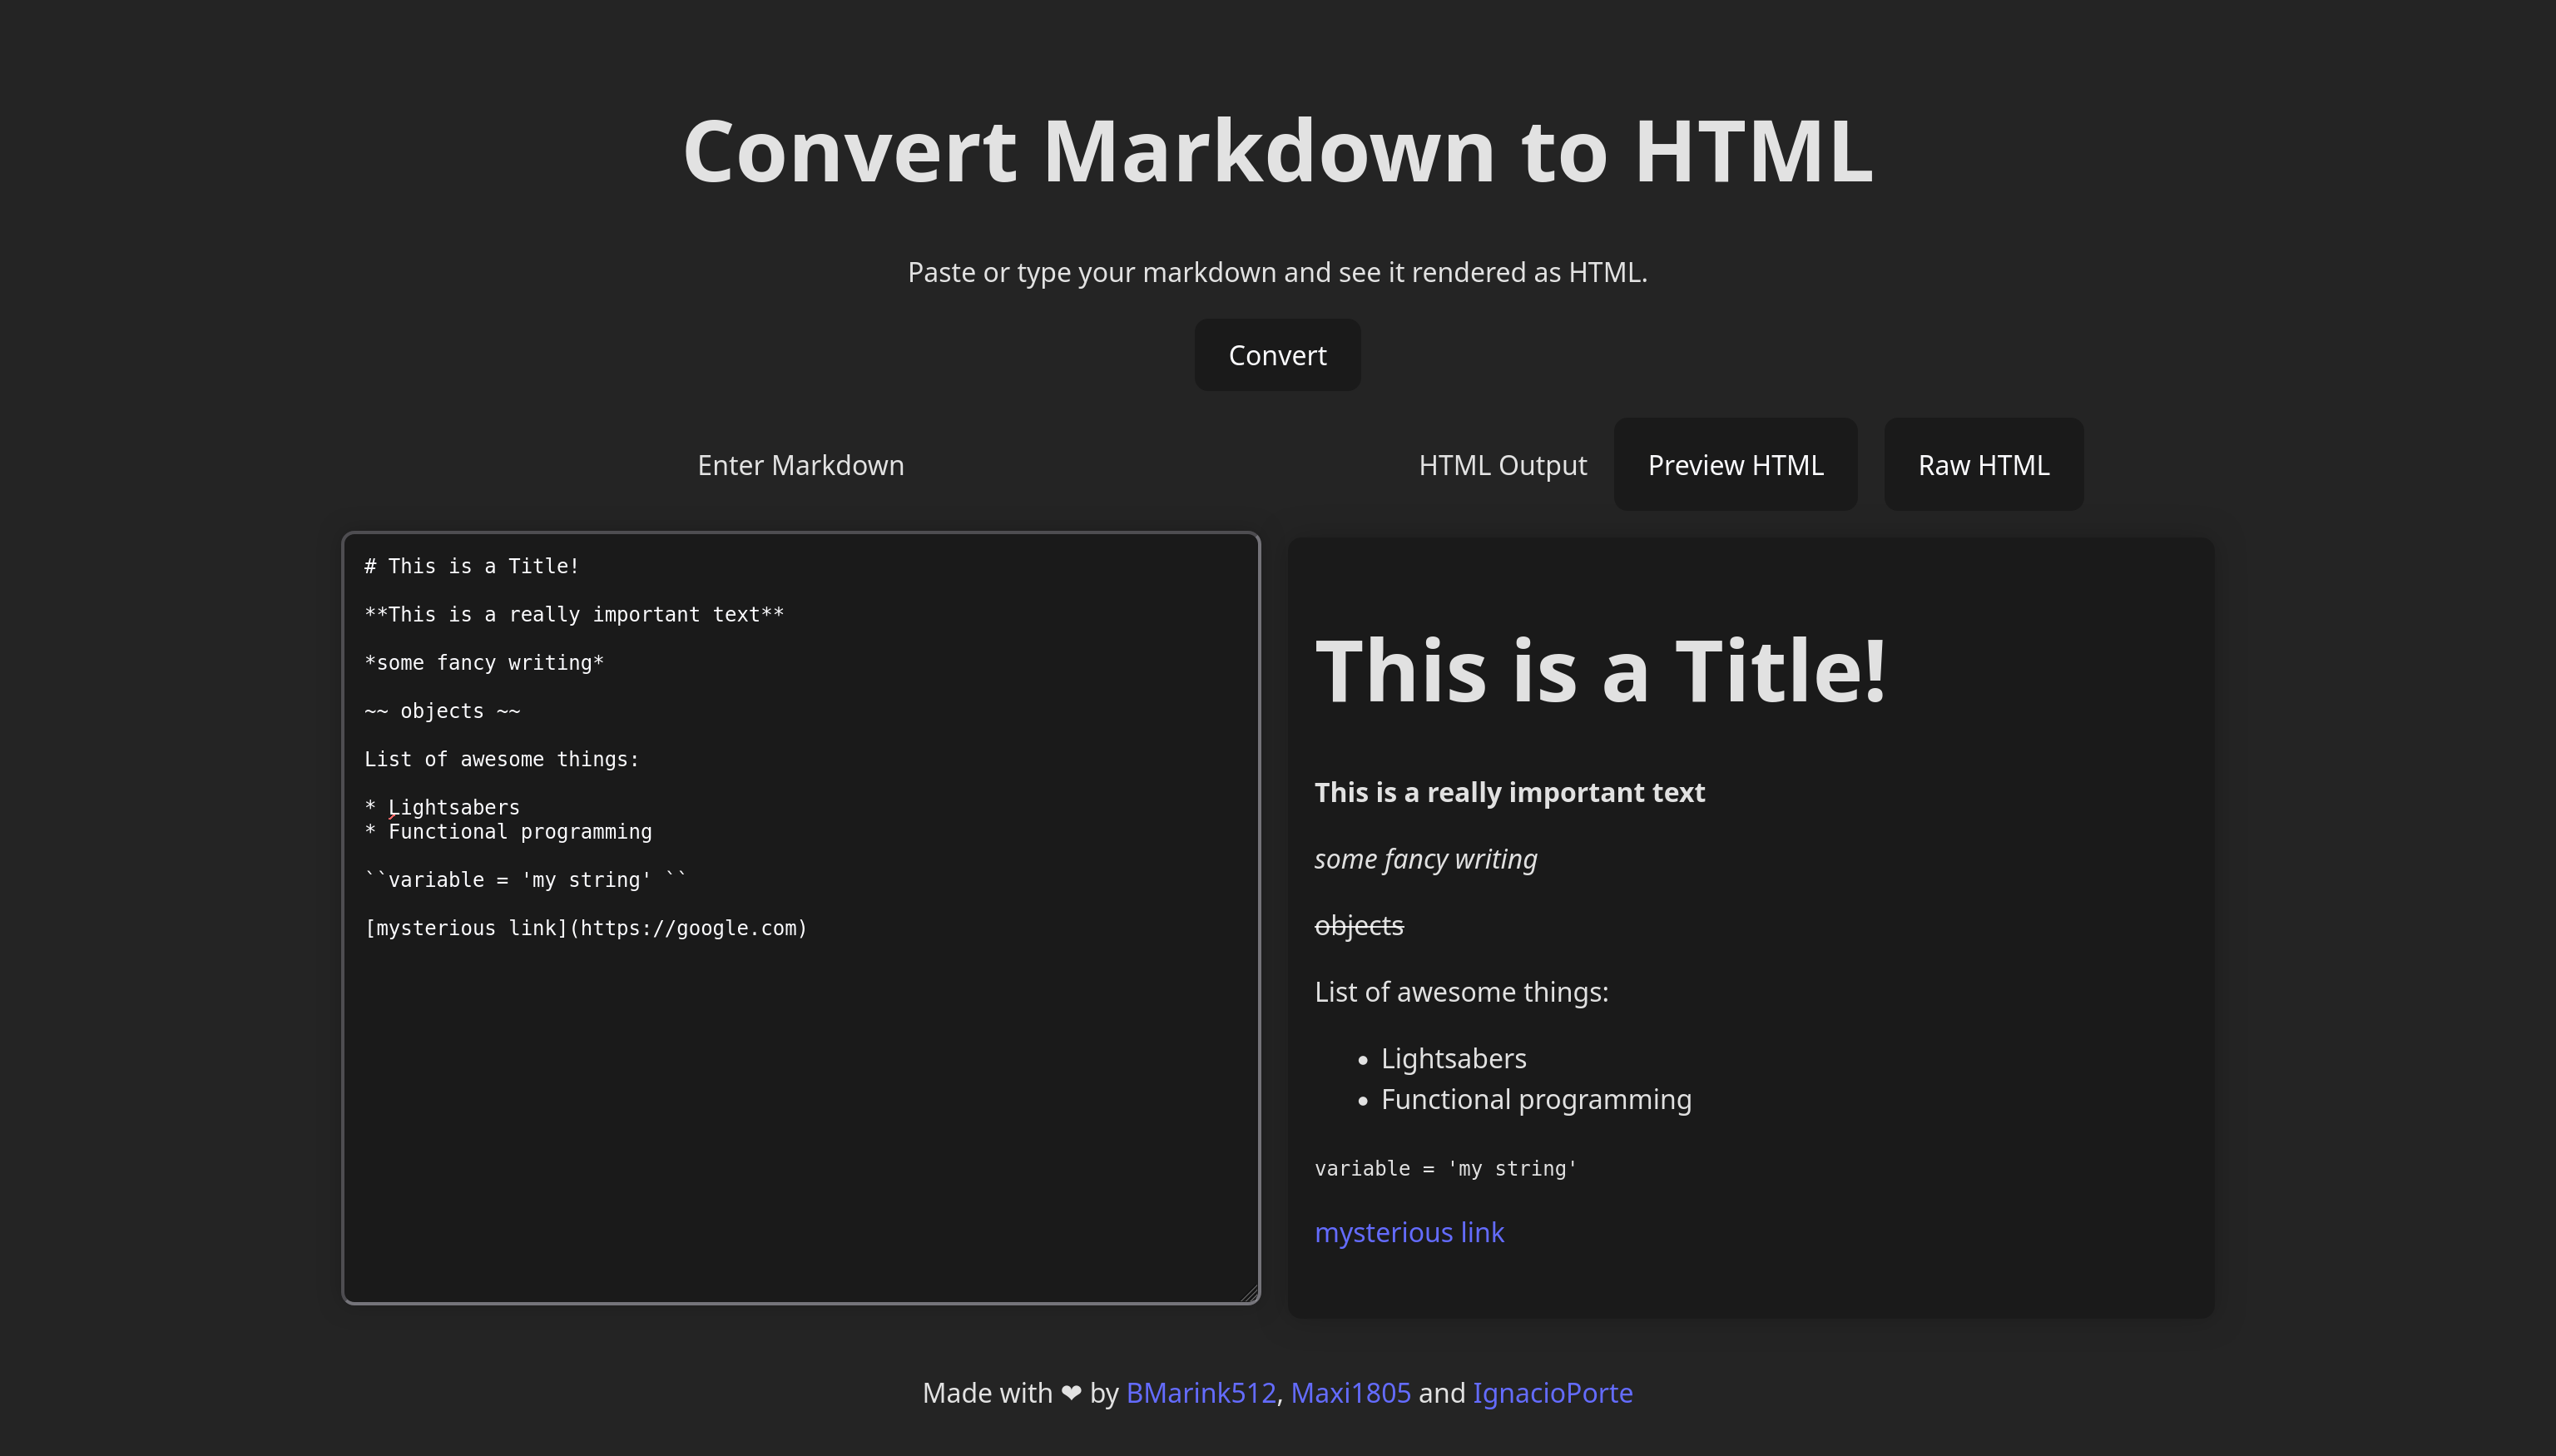 Convert Markdown to HTML
Paste or type your markdown and see it rendered as HTML.
Convert
Enter Markdown
# This is a Title!
**This is a really important text**
*some fancy writing*
~~ objects ~~
List of awesome things:
* Lightsabers
* Functional programming
``variable = 'my string' ``
[mysterious link](https://google.com)
HTML Output
Preview HTML
Raw HTML
This is a Title!
This is a really important text
some fancy writing
objects
List of awesome things:
• Lightsabers
• Functional programming
variable = 'my string'
mysterious link
Made with ❤ by BMarink512, Maxi1805 and IgnacioPorte